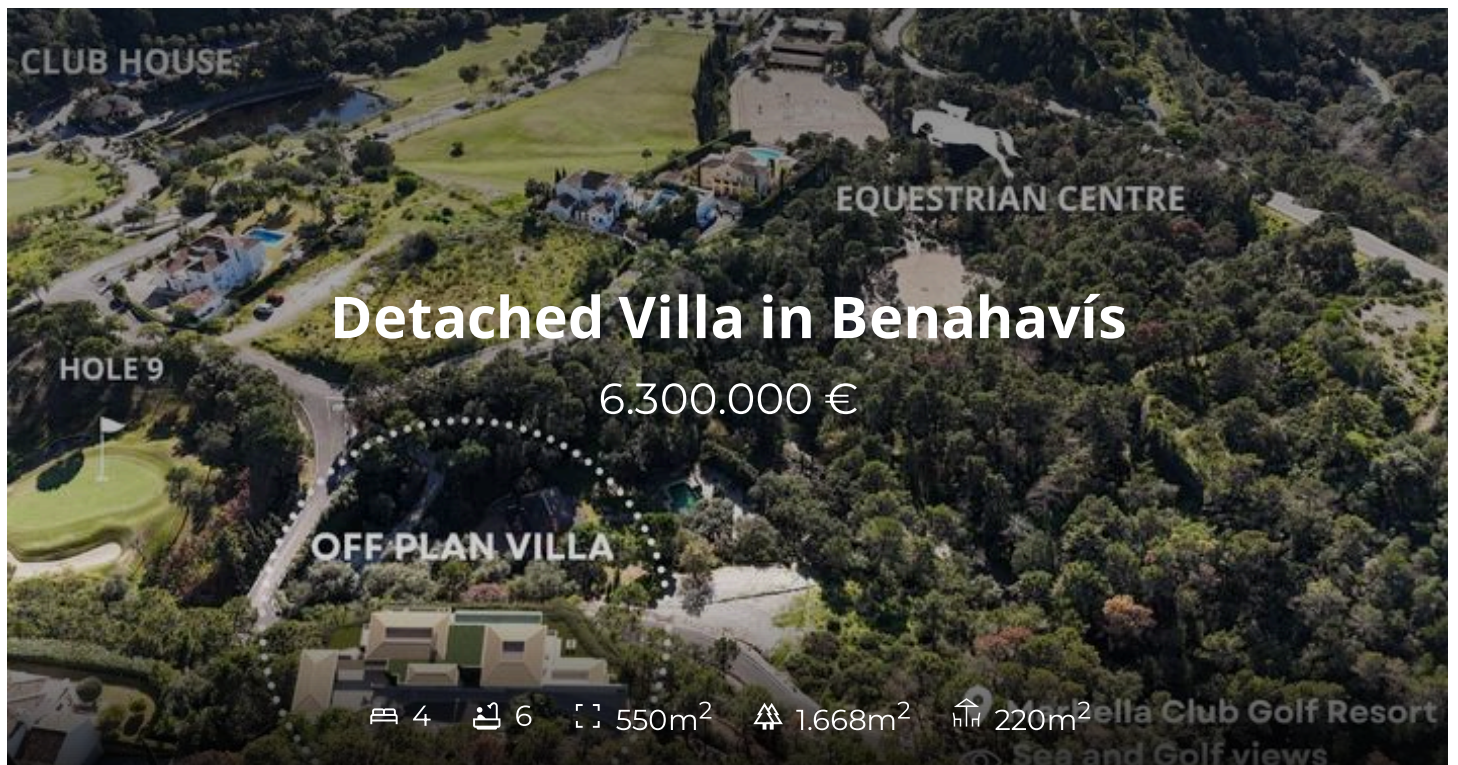 CLUB HOUSE
EQUESTRIAN CENTRE
Detached Villa in Benahavís
HOLE 9
6.300.000 €
OFF PLAN VILLA
4 6 550m² 1.668m² 220m²
Club Golf Resort
Sea and Golf views